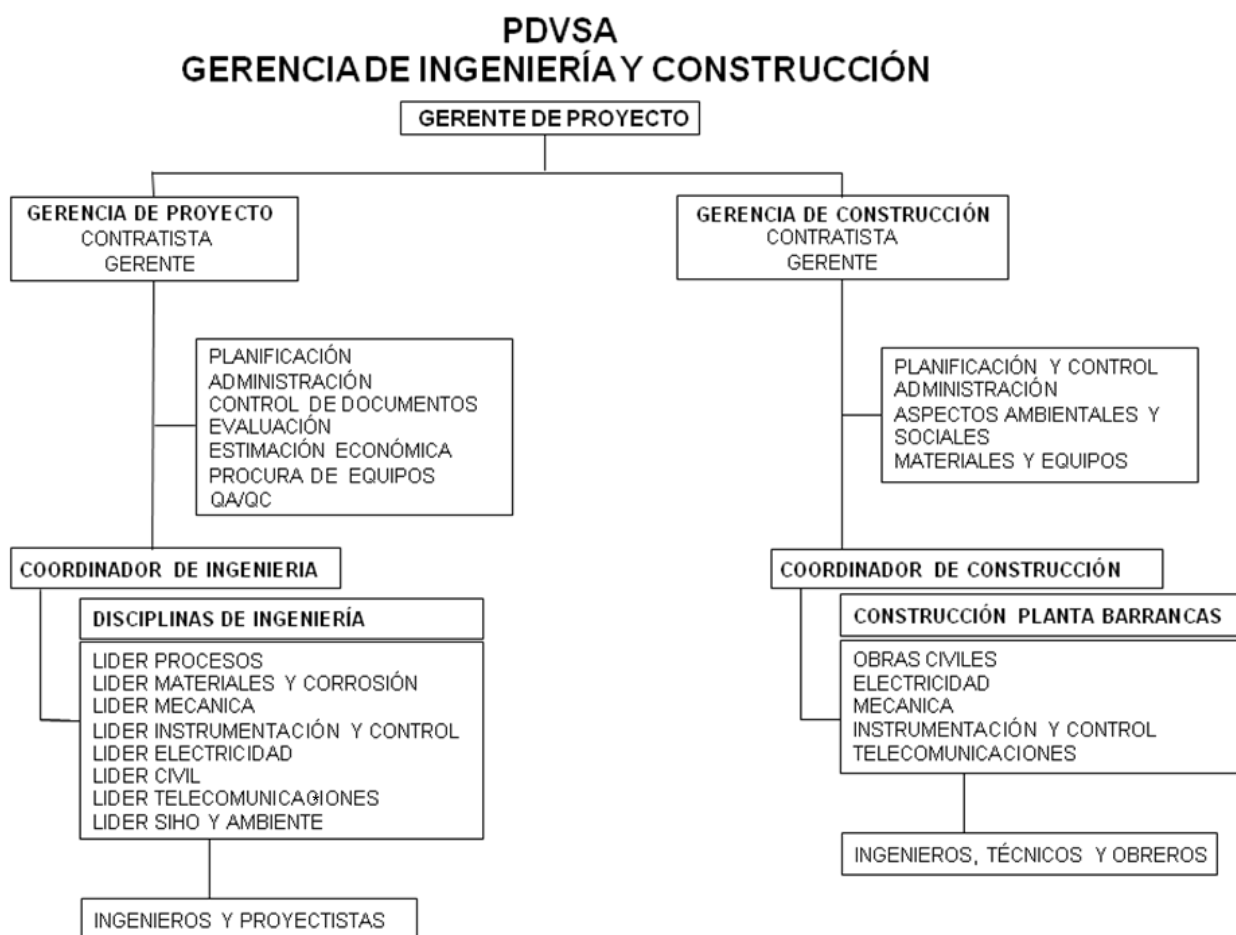 PDVSA
GERENCIA DE INGENIERÍA Y CONSTRUCCIÓN
GERENTE DE PROYECTO
GERENCIA DE PROYECTO
CONTRATISTA
GERENTE
PLANIFICACIÓN
ADMINISTRACIÓN
CONTROL DE DOCUMENTOS
EVALUACIÓN
ESTIMACIÓN ECONÓMICA
PROCURA DE EQUIPOS
QA/QC
COORDINADOR DE INGENIERIA
DISCIPLINAS DE INGENIERÍA
LIDER PROCESOS
LIDER MATERIALES Y CORROSIÓN
LIDER MECANICA
LIDER INSTRUMENTACIÓN Y CONTROL
LIDER ELECTRICIDAD
LIDER CIVIL
LIDER TELECOMUNICACIONES
LIDER SIHO Y AMBIENTE
INGENIEROS Y PROYECTISTAS
GERENCIA DE CONSTRUCCIÓN
CONTRATISTA
GERENTE
PLANIFICACIÓN Y CONTROL
ADMINISTRACIÓN
ASPECTOS AMBIENTALES Y
SOCIALES
MATERIALES Y EQUIPOS
COORDINADOR DE CONSTRUCCIÓN
CONSTRUCCIÓN PLANTA BARRANCAS
OBRAS CIVILES
ELECTRICIDAD
MECANICA
INSTRUMENTACIÓN Y CONTROL
TELECOMUNICACIONES
INGENIEROS, TÉCNICOS Y OBREROS